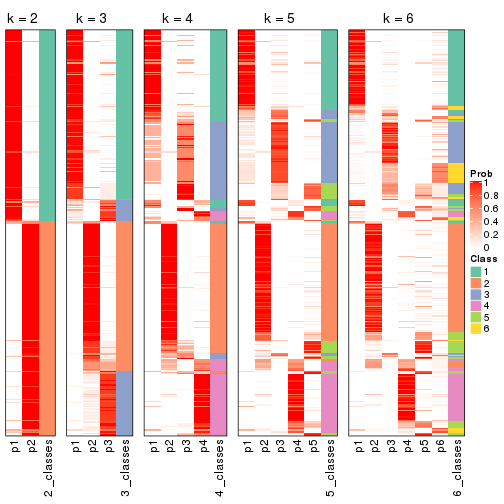 k = 2
k = 3
k = 4
k = 5
k = 6
Prob
1
0.8
0.6
0.4
0.2
0
Class
1
2
3
4
5
6
p1
p2
2_classes
p1
p2
p3
3_classes
p1
p2
p3
p4
4_classes
p1
p2
p3
p4
p5
5_classes
p1
p2
p3
p4
p5
p6
6_classes